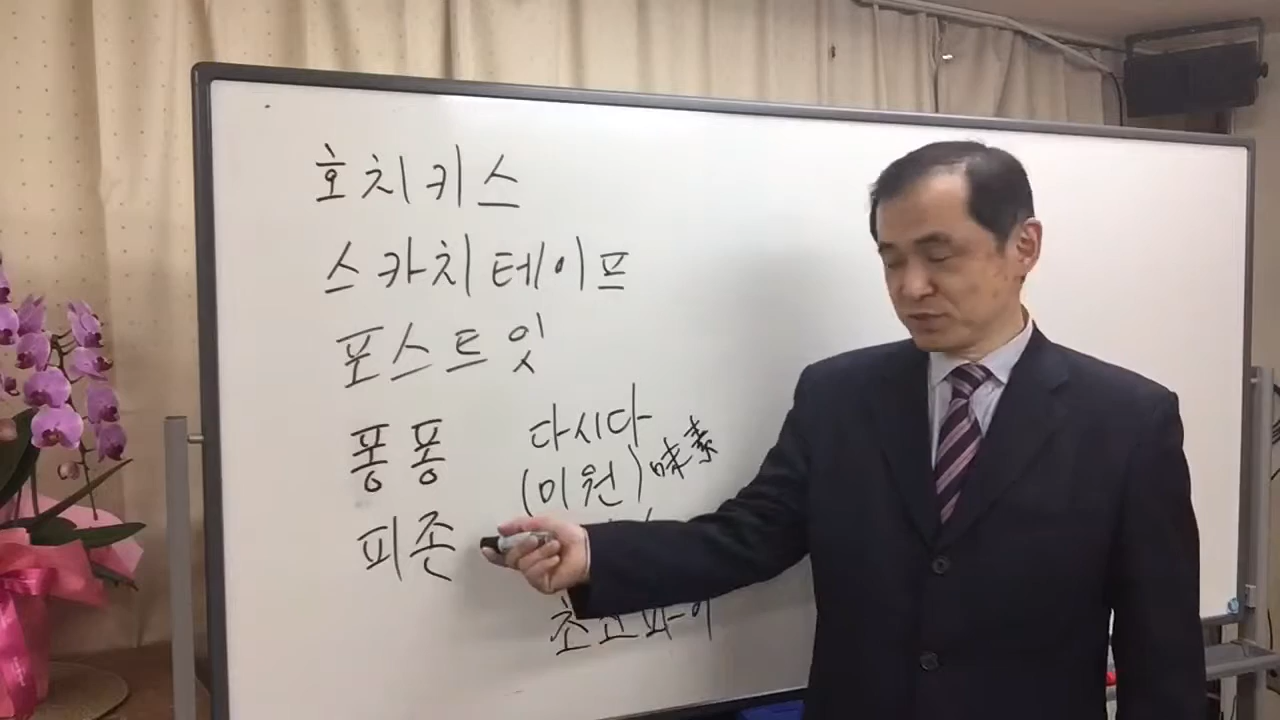 호치키스
스카치테이프
포스트잇
퐁퐁
피존
다시다
(미원) 味素
초코파이